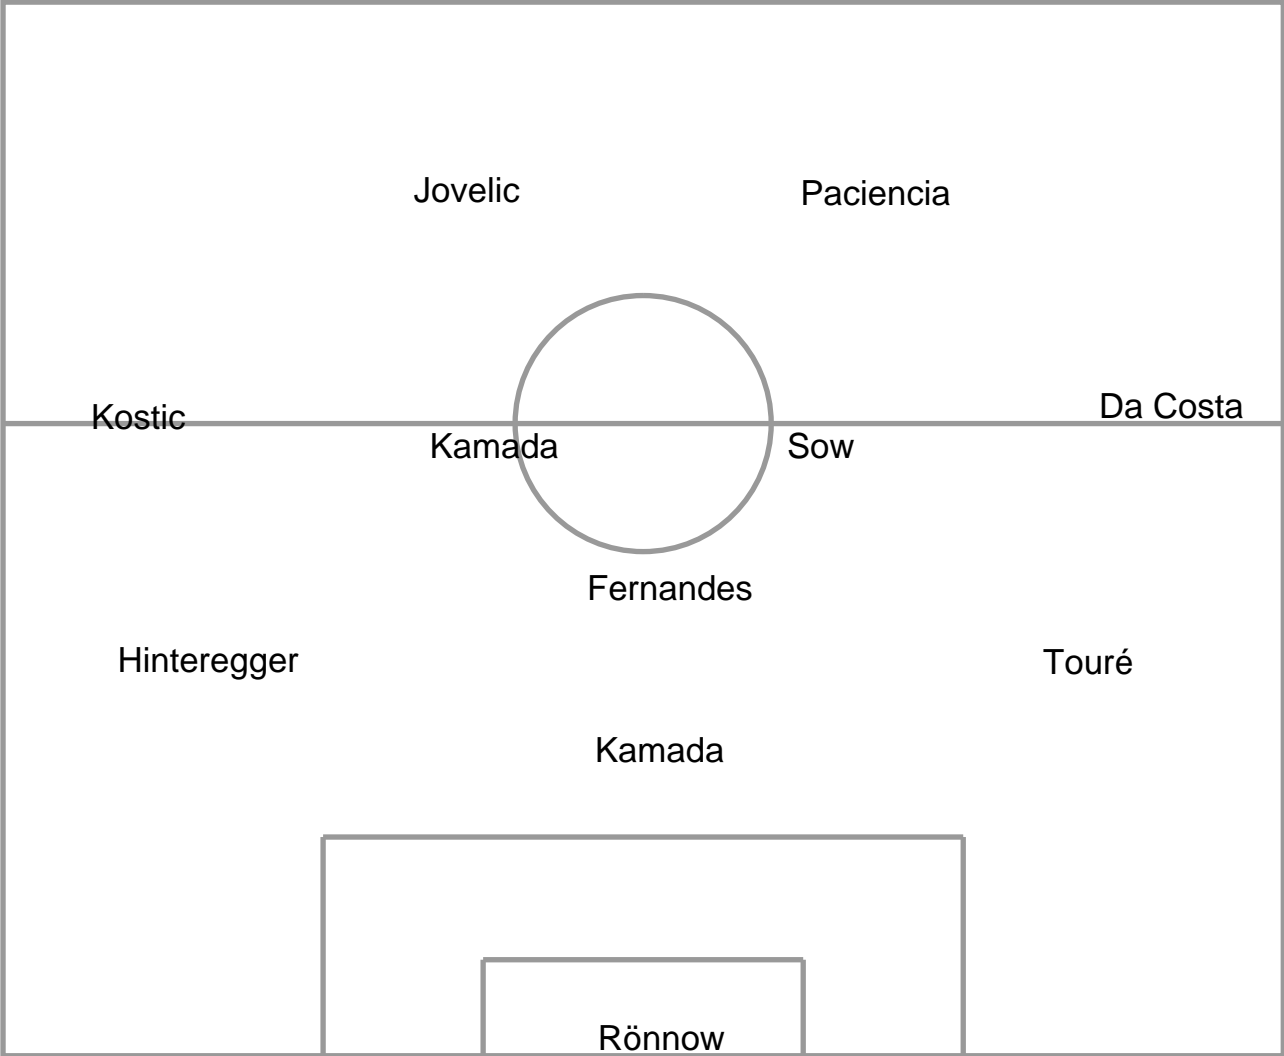 Jovelic
Paciencia
Kostic
Da Costa
Kamada
Sow
Fernandes
Hinteregger
Touré
Kamada
Rönnow